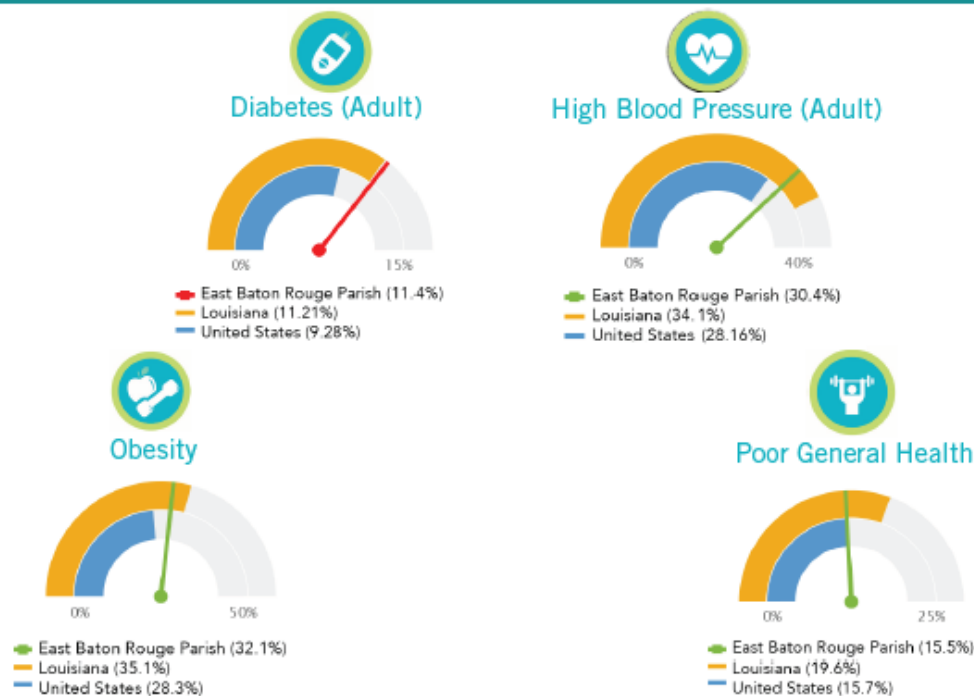 Diabetes (Adult)
0%
15%
East Baton Rouge Parish (11.4%)
Louisiana (11.21%)
United States (9.28%)
High Blood Pressure (Adult)
0%
40%
East Baton Rouge Parish (30.4%)
Louisiana (34.1%)
United States (28.16%)
Obesity
0%
50%
East Baton Rouge Parish (32.1%)
Louisiana (35.1%)
United States (28.3%)
Poor General Health
0%
25%
East Baton Rouge Parish (15.5%)
Louisiana (19.6%)
United States (15.7%)